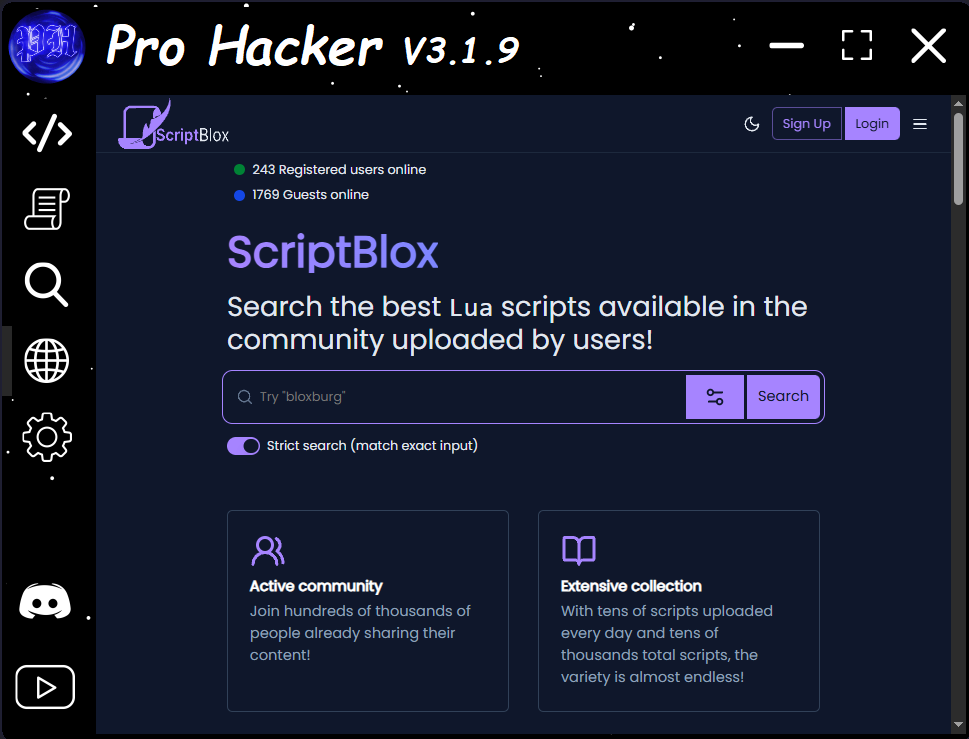 PH
Pro Hacker V3.1.9
ScriptBlox
Sign Up
Login
243 Registered users online
1769 Guests online
ScriptBlox
Search the best Lua scripts available in the
community uploaded by users!
Try "bloxburg"
Search
Strict search (match exact input)
Active community
Join hundreds of thousands of
people already sharing their
content!
Extensive collection
With tens of scripts uploaded
every day and tens of
thousands total scripts, the
variety is almost endless!